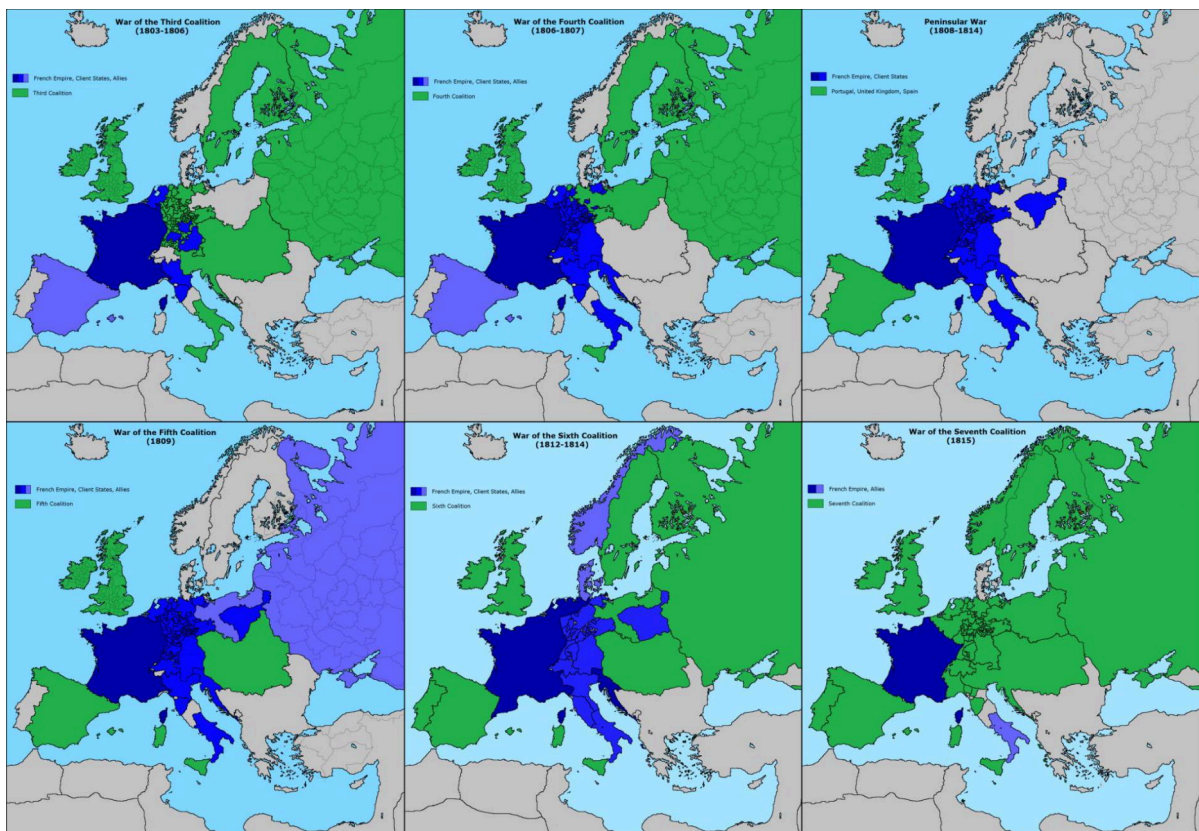 War of the Third Coalition
(1803-1806)
French Empire, Client States, Allies
Third Coalition
War of the Fourth Coalition
(1806-1807)
French Empire, Client States, Allies
Fourth Coalition
Peninsular War
(1808-1814)
French Empire, Client States
Portugal, United Kingdom, Spain
War of the Fifth Coalition
(1809)
French Empire, Client States, Allies
Fifth Coalition
War of the Sixth Coalition
(1812-1814)
French Empire, Client States, Allies
Sixth Coalition
War of the Seventh Coalition
(1815)
French Empire, Allies
Seventh Coalition